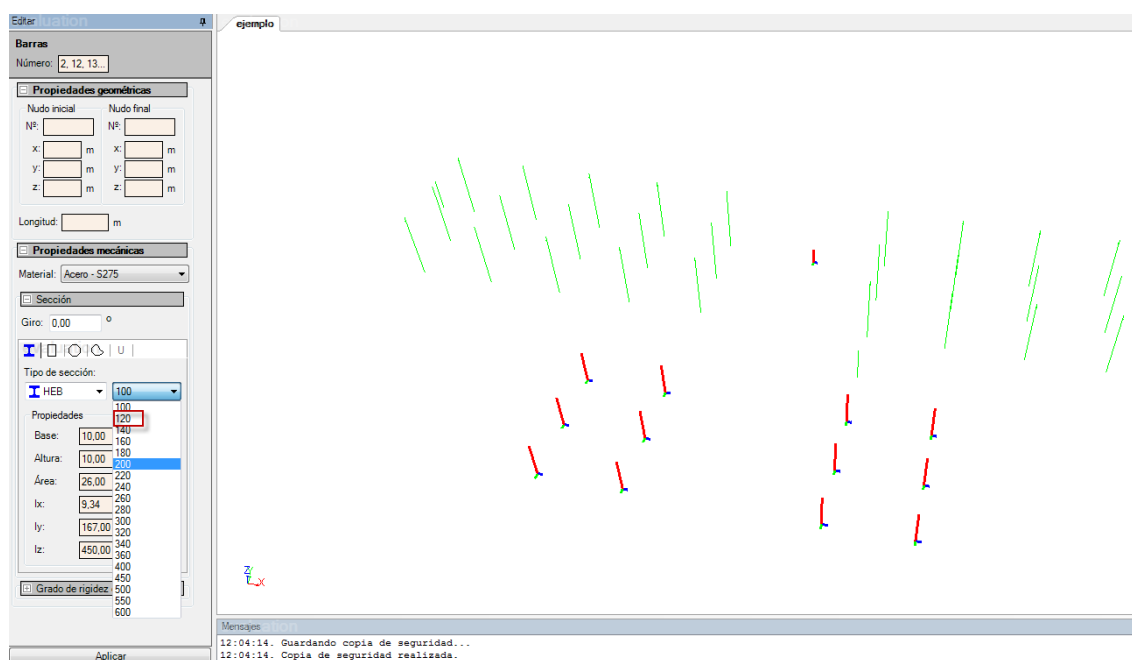 Editar
uation
ejemplo
Barras
Número: 2, 12, 13...
Propiedades geométricas
Nudo inicial Nudo final
Nº: Nº:
x: m x: m
y: m y: m
z: m z: m
Longitud: m
Propiedades mecánicas
Material: Acero - S275
Sección
Giro: 0,00 º
U
Tipo de sección:
HEB 100
100
Propiedades 120
140
Base: 10,00 160
180
Altura: 10,00 200
220
Área: 26,00 240
260
Ix: 9,34 280
300
Iy: 167,00 320
340
Iz: 450,00 360
400
450
Grado de rigidez 500
550
600
Z
Y
X
Mensajes
12:04:14. Guardando copia de seguridad...
12:04:14. Copia de seguridad realizada.
Aplicar